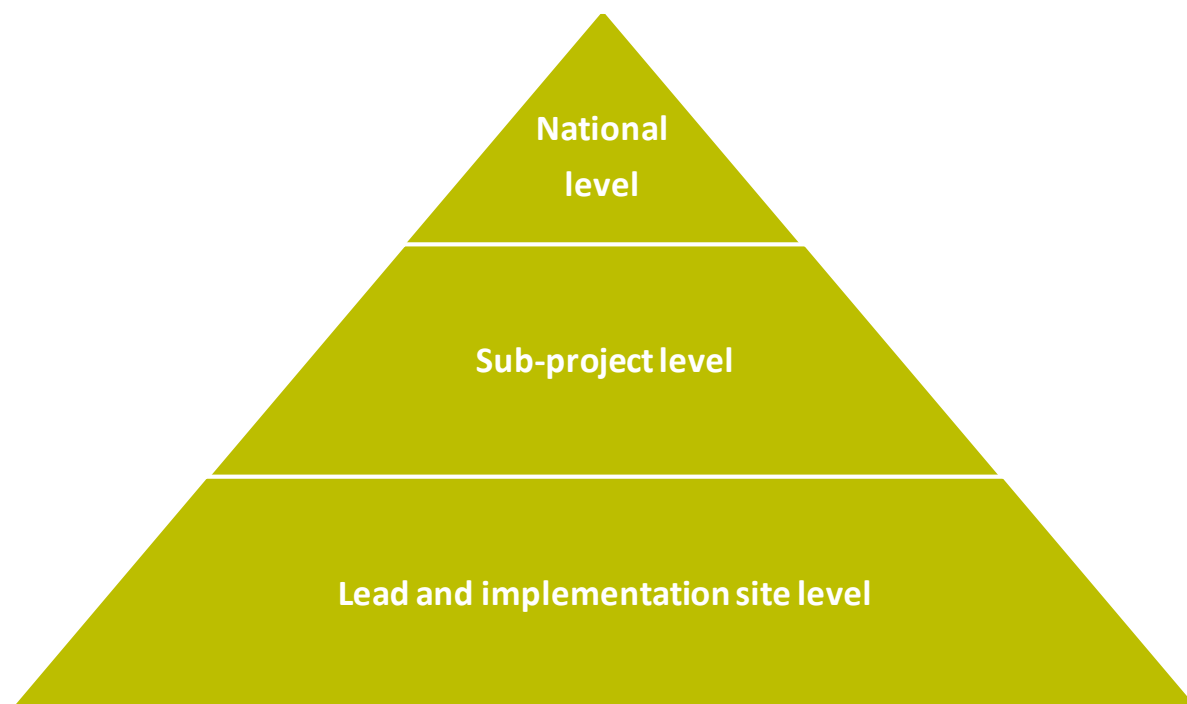 National
level
Sub-project level
Lead and implementation site level